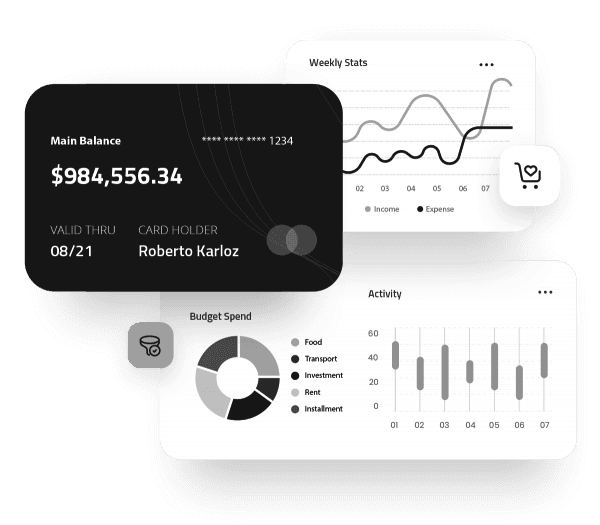 Weekly Stats
Main Balance
**** **** **** 1234
$984,556.34
VALID THRU
CARD HOLDER
08/21
Roberto Karloz
02 03 04 05 06 07
Income
Expense
Budget Spend
Food
Transport
Investment
Rent
Installment
Activity
60
40
20
0
01 02 03 04 05 06 07